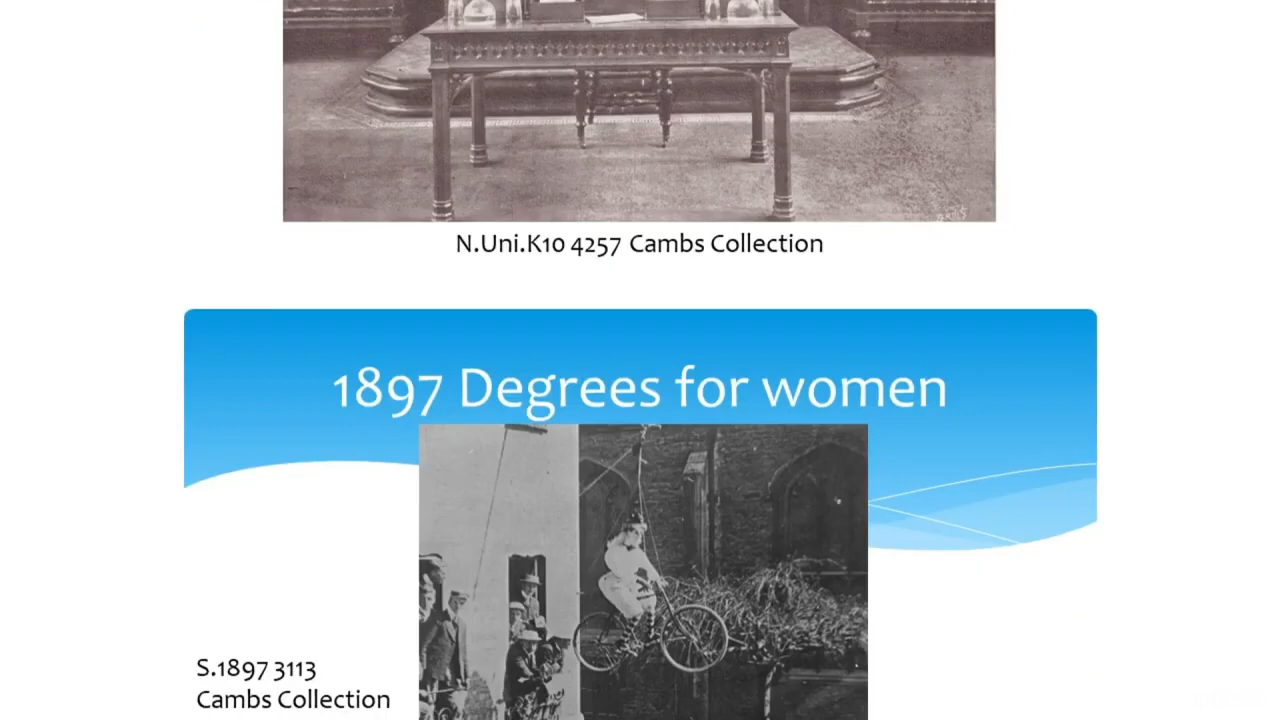 N.Uni.K10 4257 Cambs Collection
1897 Degrees for women
S.1897 3113
Cambs Collection